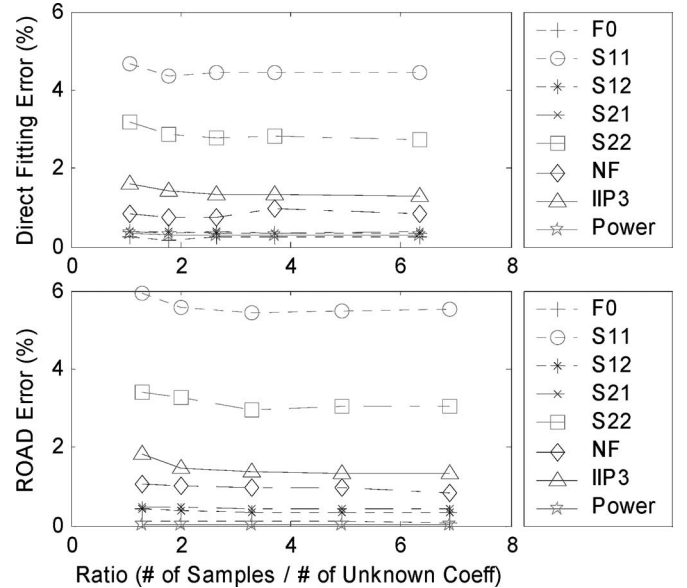 6
4
2
0
Direct Fitting Error (%)
0 2 4 6 8
F0
S11
S12
S21
S22
NF
IIP3
Power
6
4
2
0
ROAD Error (%)
0 2 4 6 8
F0
S11
S12
S21
S22
NF
IIP3
Power
Ratio (# of Samples / # of Unknown Coeff)